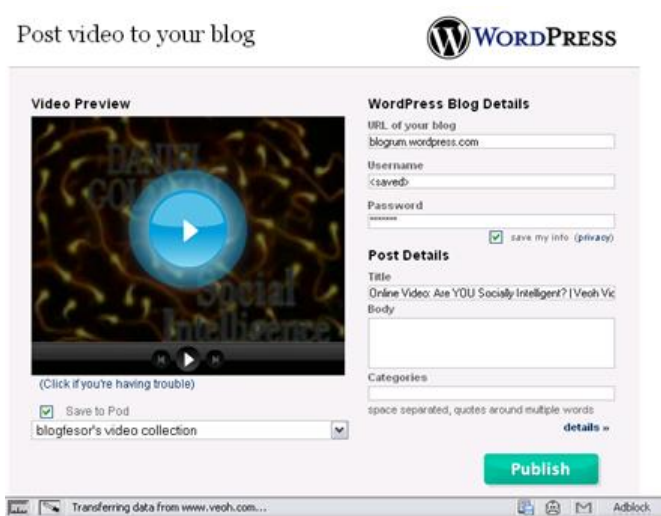 Post video to your blog
WORDPRESS
Video Preview
DANIEL
Social
Intelligence
(Click if you're having trouble)
Save to Pod
blogfesor's video collection
WordPress Blog Details
URL of your blog
blogrum.wordpress.com
Username
<saved>
Password
*******
save my info (privacy)
Post Details
Title
Online Video: Are YOU Socially Intelligent? | Veoh Vic
Body
Categories
space separated, quotes around multiple words
details »
Publish
Transferring data from www.veoh.com...
Adblock